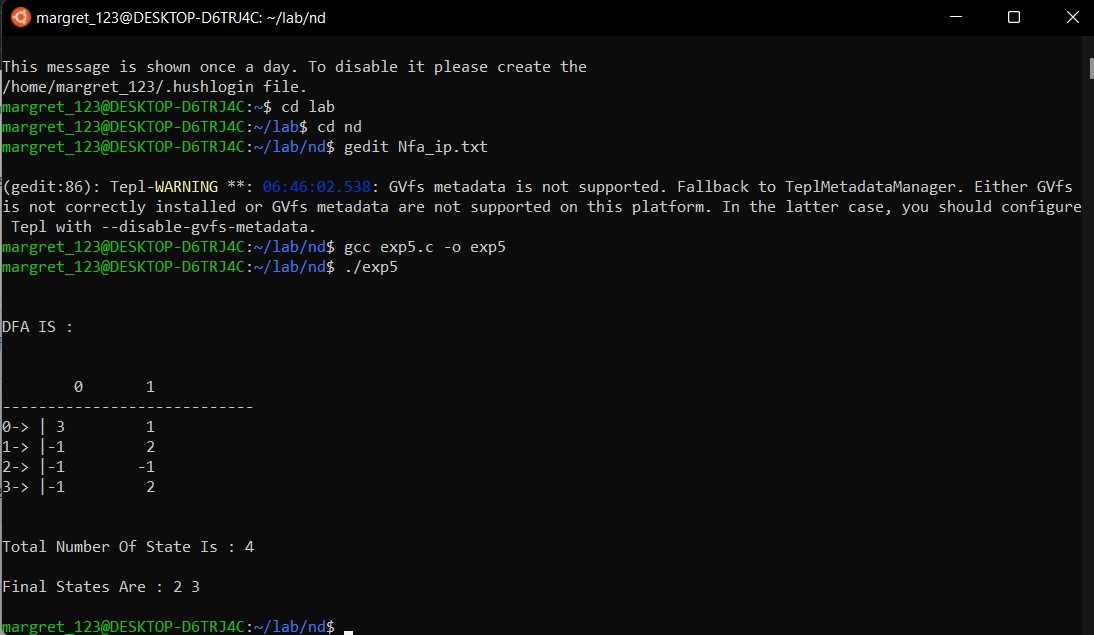 margret_123@DESKTOP-D6TRJ4C: ~/lab/nd
This message is shown once a day. To disable it please create the
/home/margret_123/.hushlogin file.
margret_123@DESKTOP-D6TRJ4C:~$ cd lab
margret_123@DESKTOP-D6TRJ4C:~/lab$ cd nd
margret_123@DESKTOP-D6TRJ4C:~/lab/nd$ gedit Nfa_ip.txt
(gedit:86): Tepl-WARNING **: 06:46:02.538: GVfs metadata is not supported. Fallback to TeplMetadataManager. Either GVfs
is not correctly installed or GVfs metadata are not supported on this platform. In the latter case, you should configure
Tepl with --disable-gvfs-metadata.
margret_123@DESKTOP-D6TRJ4C:~/lab/nd$ gcc exp5.c -o exp5
margret_123@DESKTOP-D6TRJ4C:~/lab/nd$ ./exp5
DFA IS :
0 1
----------------------------
0-> | 3 1
1-> |-1 2
2-> |-1 -1
3-> |-1 2
Total Number Of State Is : 4
Final States Are : 2 3
margret_123@DESKTOP-D6TRJ4C:~/lab/nd$